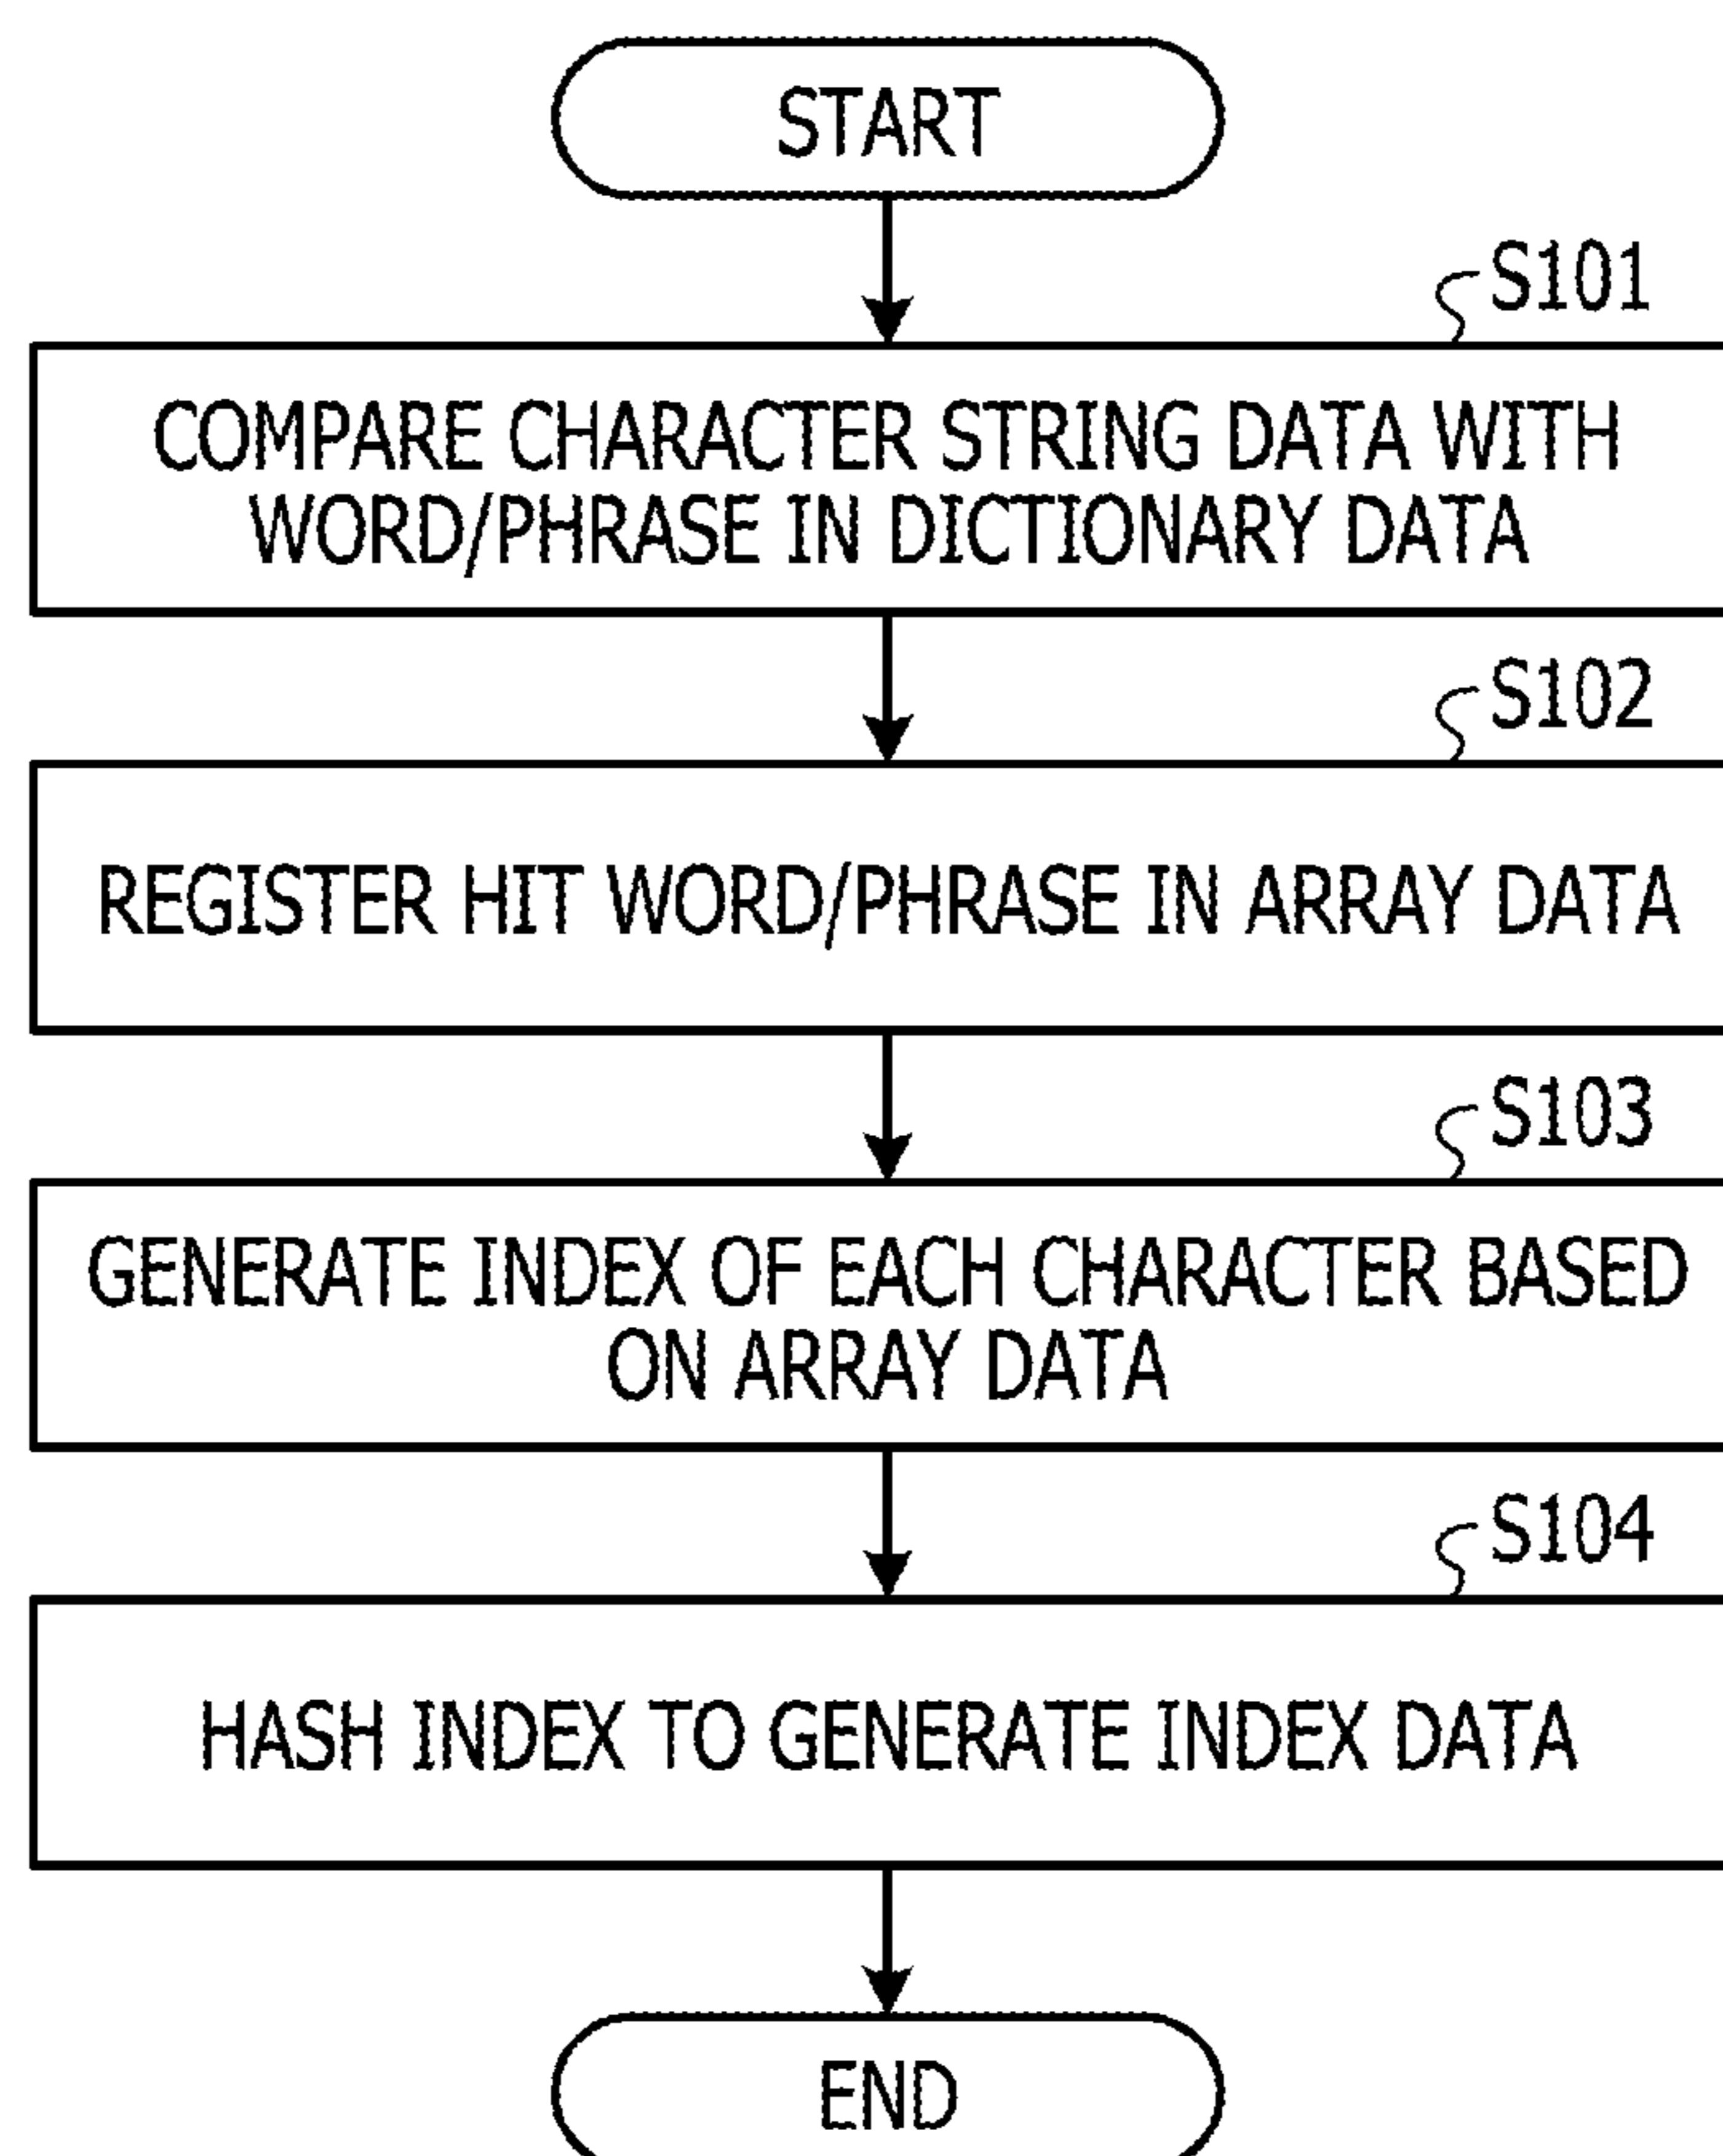 START
S101
COMPARE CHARACTER STRING DATA WITH
WORD/PHRASE IN DICTIONARY DATA
S102
REGISTER HIT WORD/PHRASE IN ARRAY DATA
S103
GENERATE INDEX OF EACH CHARACTER BASED
ON ARRAY DATA
S104
HASH INDEX TO GENERATE INDEX DATA
END